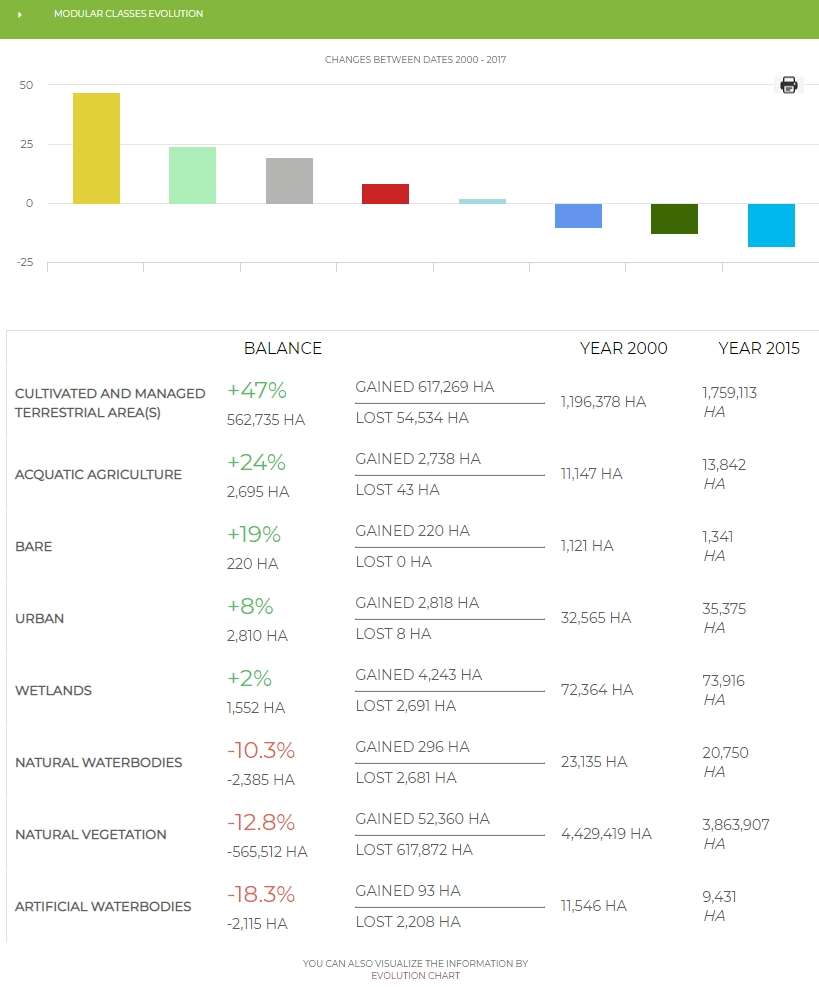 MODULAR CLASSES EVOLUTION
CHANGES BETWEEN DATES 2000 - 2017
50
25
0
-25
BALANCE YEAR 2000 YEAR 2015
CULTIVATED AND MANAGED
TERRESTRIAL AREA(S)
+47%
562,735 HA
GAINED 617,269 HA
LOST 54,534 HA
1,196,378 HA
1,759,113
HA
ACQUATIC AGRICULTURE
+24%
2,695 HA
GAINED 2,738 HA
LOST 43 HA
11,147 HA
13,842
HA
BARE
+19%
220 HA
GAINED 220 HA
LOST 0 HA
1,121 HA
1,341
HA
URBAN
+8%
2,810 HA
GAINED 2,818 HA
LOST 8 HA
32,565 HA
35,375
HA
WETLANDS
+2%
1,552 HA
GAINED 4,243 HA
LOST 2,691 HA
72,364 HA
73,916
HA
NATURAL WATERBODIES
-10.3%
-2,385 HA
GAINED 296 HA
LOST 2,681 HA
23,135 HA
20,750
HA
NATURAL VEGETATION
-12.8%
-565,512 HA
GAINED 52,360 HA
LOST 617,872 HA
4,429,419 HA
3,863,907
HA
ARTIFICIAL WATERBODIES
-18.3%
-2,115 HA
GAINED 93 HA
LOST 2,208 HA
11,546 HA
9,431
HA
YOU CAN ALSO VISUALIZE THE INFORMATION BY
EVOLUTION CHART